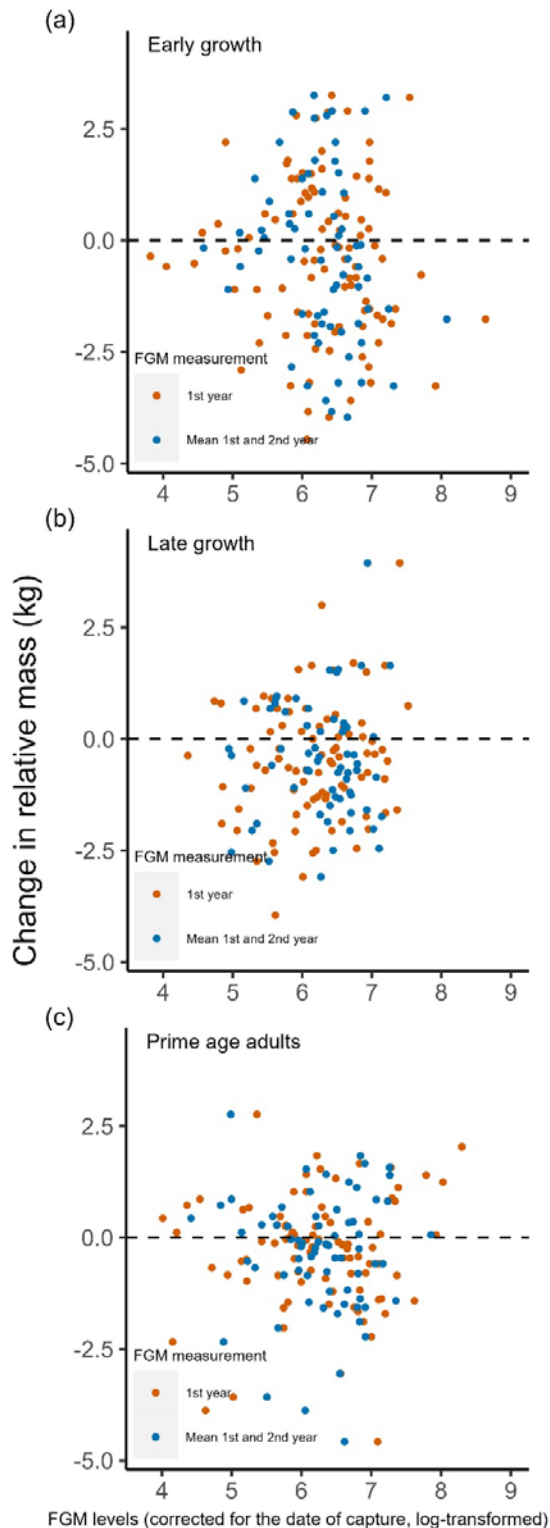 (a)
Early growth
2.5
0.0
-2.5
FGM measurement
1st year
Mean 1st and 2nd year
-5.0
4 5 6 7 8 9
(b)
Late growth
2.5
0.0
-2.5
FGM measurement
1st year
Mean 1st and 2nd year
-5.0
4 5 6 7 8 9
Change in relative mass (kg)
(c)
Prime age adults
2.5
0.0
-2.5
FGM measurement
1st year
Mean 1st and 2nd year
-5.0
4 5 6 7 8 9
FGM levels (corrected for the date of capture, log-transformed)